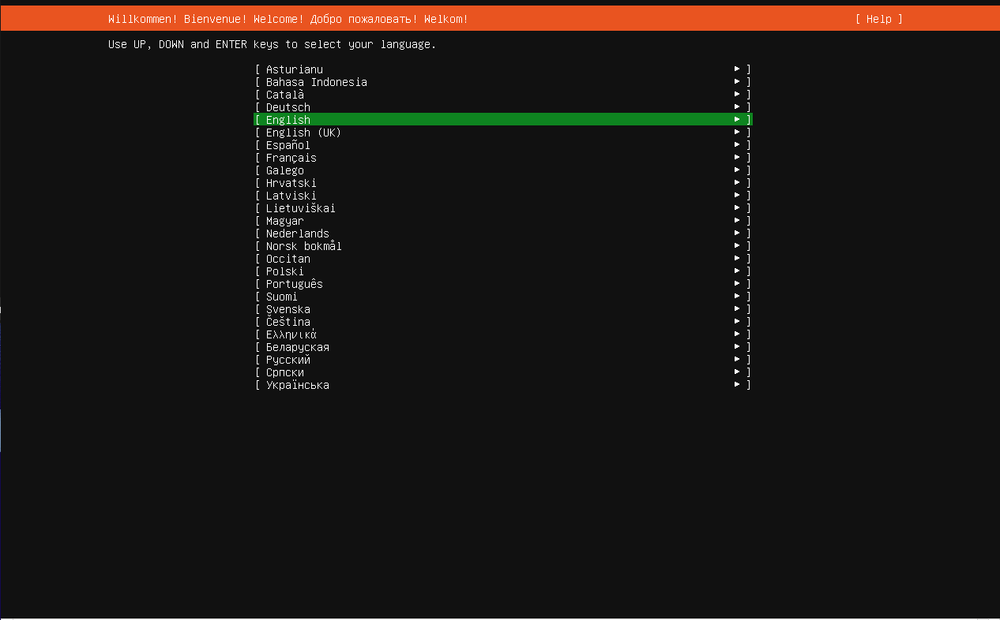 Willkommen! Bienvenue! Welcome! Добро пожаловать! Welkom! [ Help ]
Use UP, DOWN and ENTER keys to select your language.
[ Asturianu ▸ ]
[ Bahasa Indonesia ▸ ]
[ Català ▸ ]
[ Deutsch ▸ ]
[ English ▸ ]
[ English (UK) ▸ ]
[ Español ▸ ]
[ Français ▸ ]
[ Galego ▸ ]
[ Hrvatski ▸ ]
[ Latviski ▸ ]
[ Lietuviškai ▸ ]
[ Magyar ▸ ]
[ Nederlands ▸ ]
[ Norsk bokmål ▸ ]
[ Occitan ▸ ]
[ Polski ▸ ]
[ Português ▸ ]
[ Suomi ▸ ]
[ Svenska ▸ ]
[ Čeština ▸ ]
[ Ελληνικά ▸ ]
[ Беларуская ▸ ]
[ Русский ▸ ]
[ Српски ▸ ]
[ Українська ▸ ]